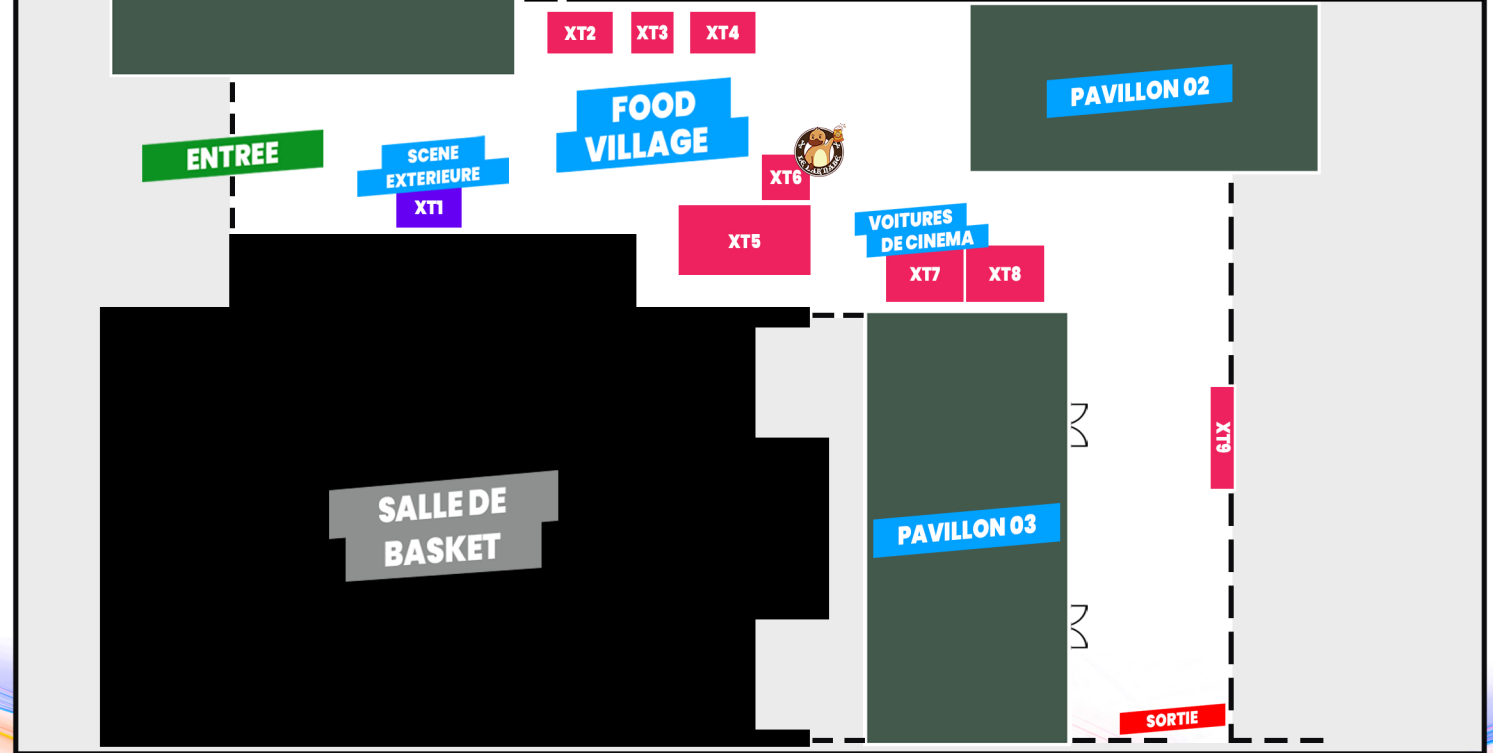 XT2
XT3
XT4
PAVILLON 02
FOOD
VILLAGE
ENTREE
SCENE
EXTERIEURE
XT1
XT6
XT5
VOITURES
DE CINEMA
XT7
XT8
XT9
SALLE DE
BASKET
PAVILLON 03
SORTIE